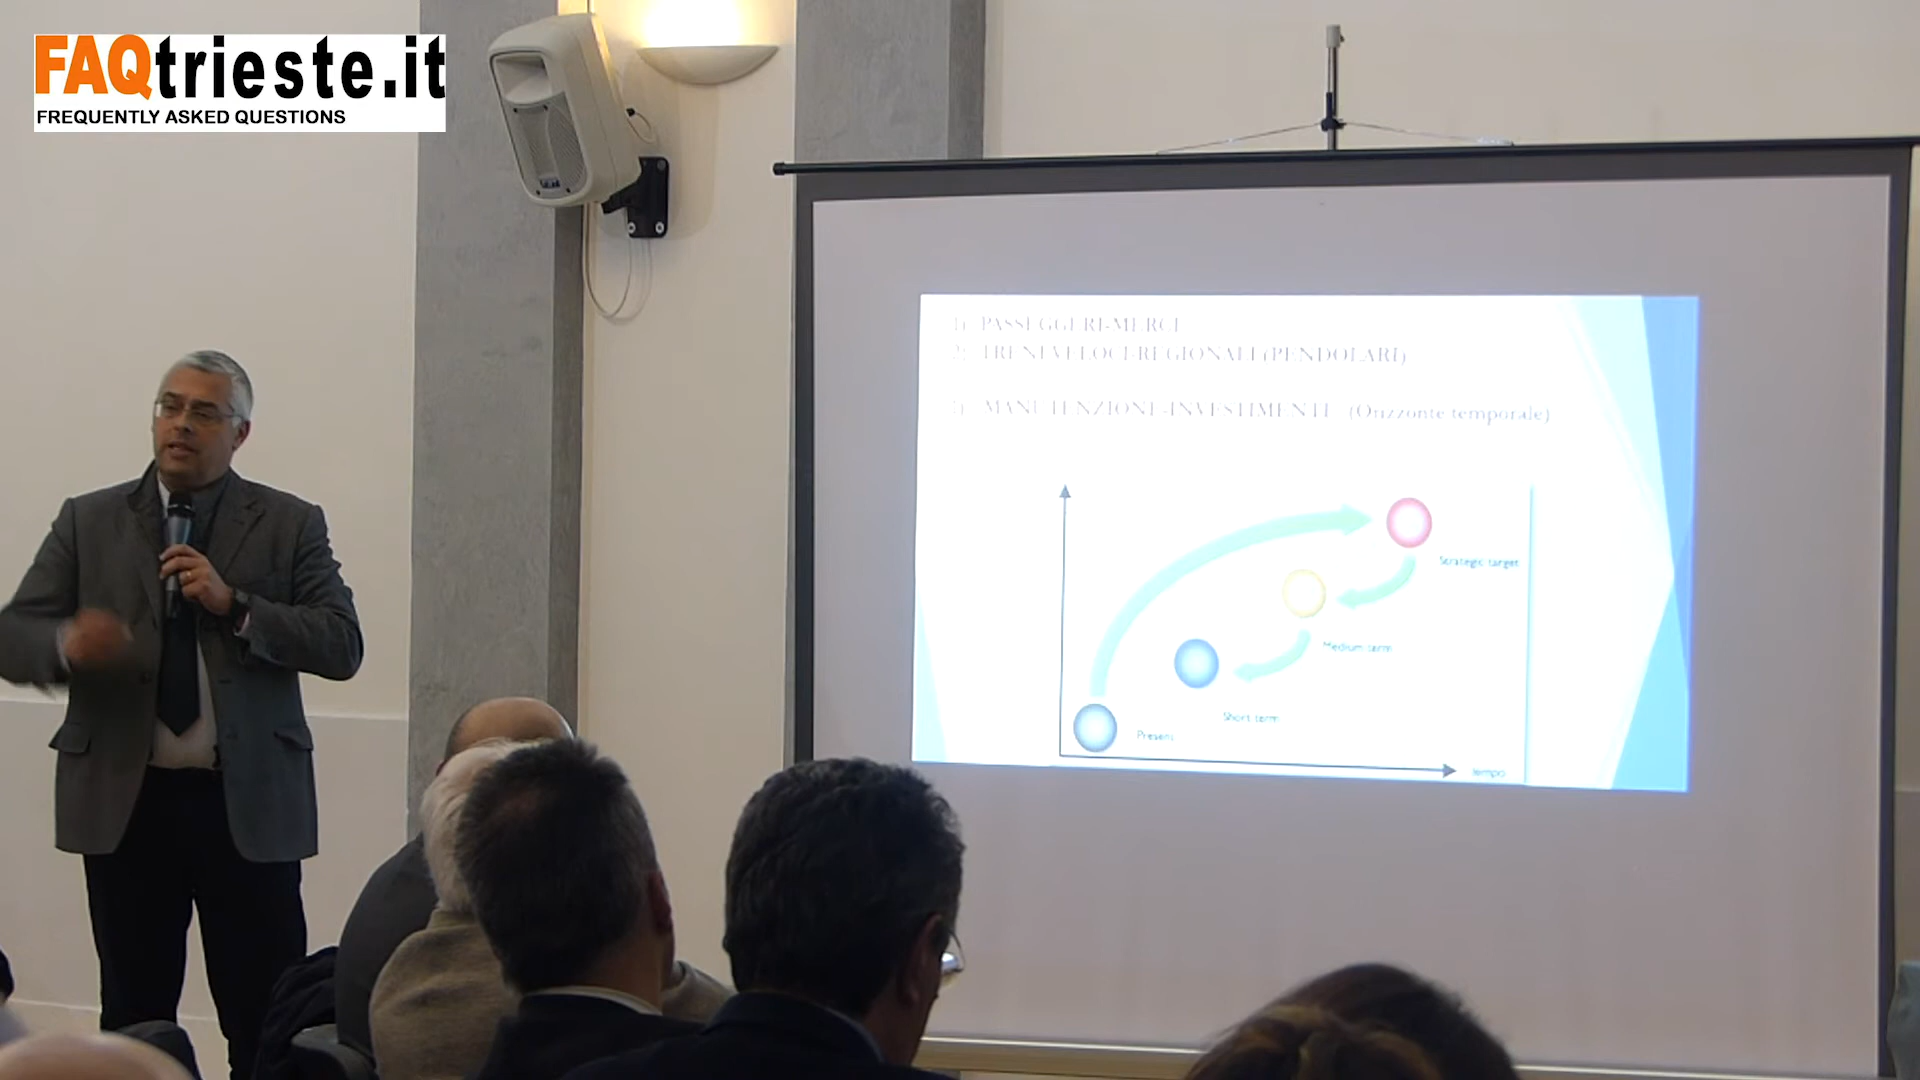 FAQtrieste.it
FREQUENTLY ASKED QUESTIONS
1) PASSEGGERI-MERCI
2) TRENI VELOCI-REGIONALI (PENDOLARI)
MANUTENZIONE-INVESTIMENTI (Orizzonte temporale)
Strategic target
Medium term
Short term
Present
tempo